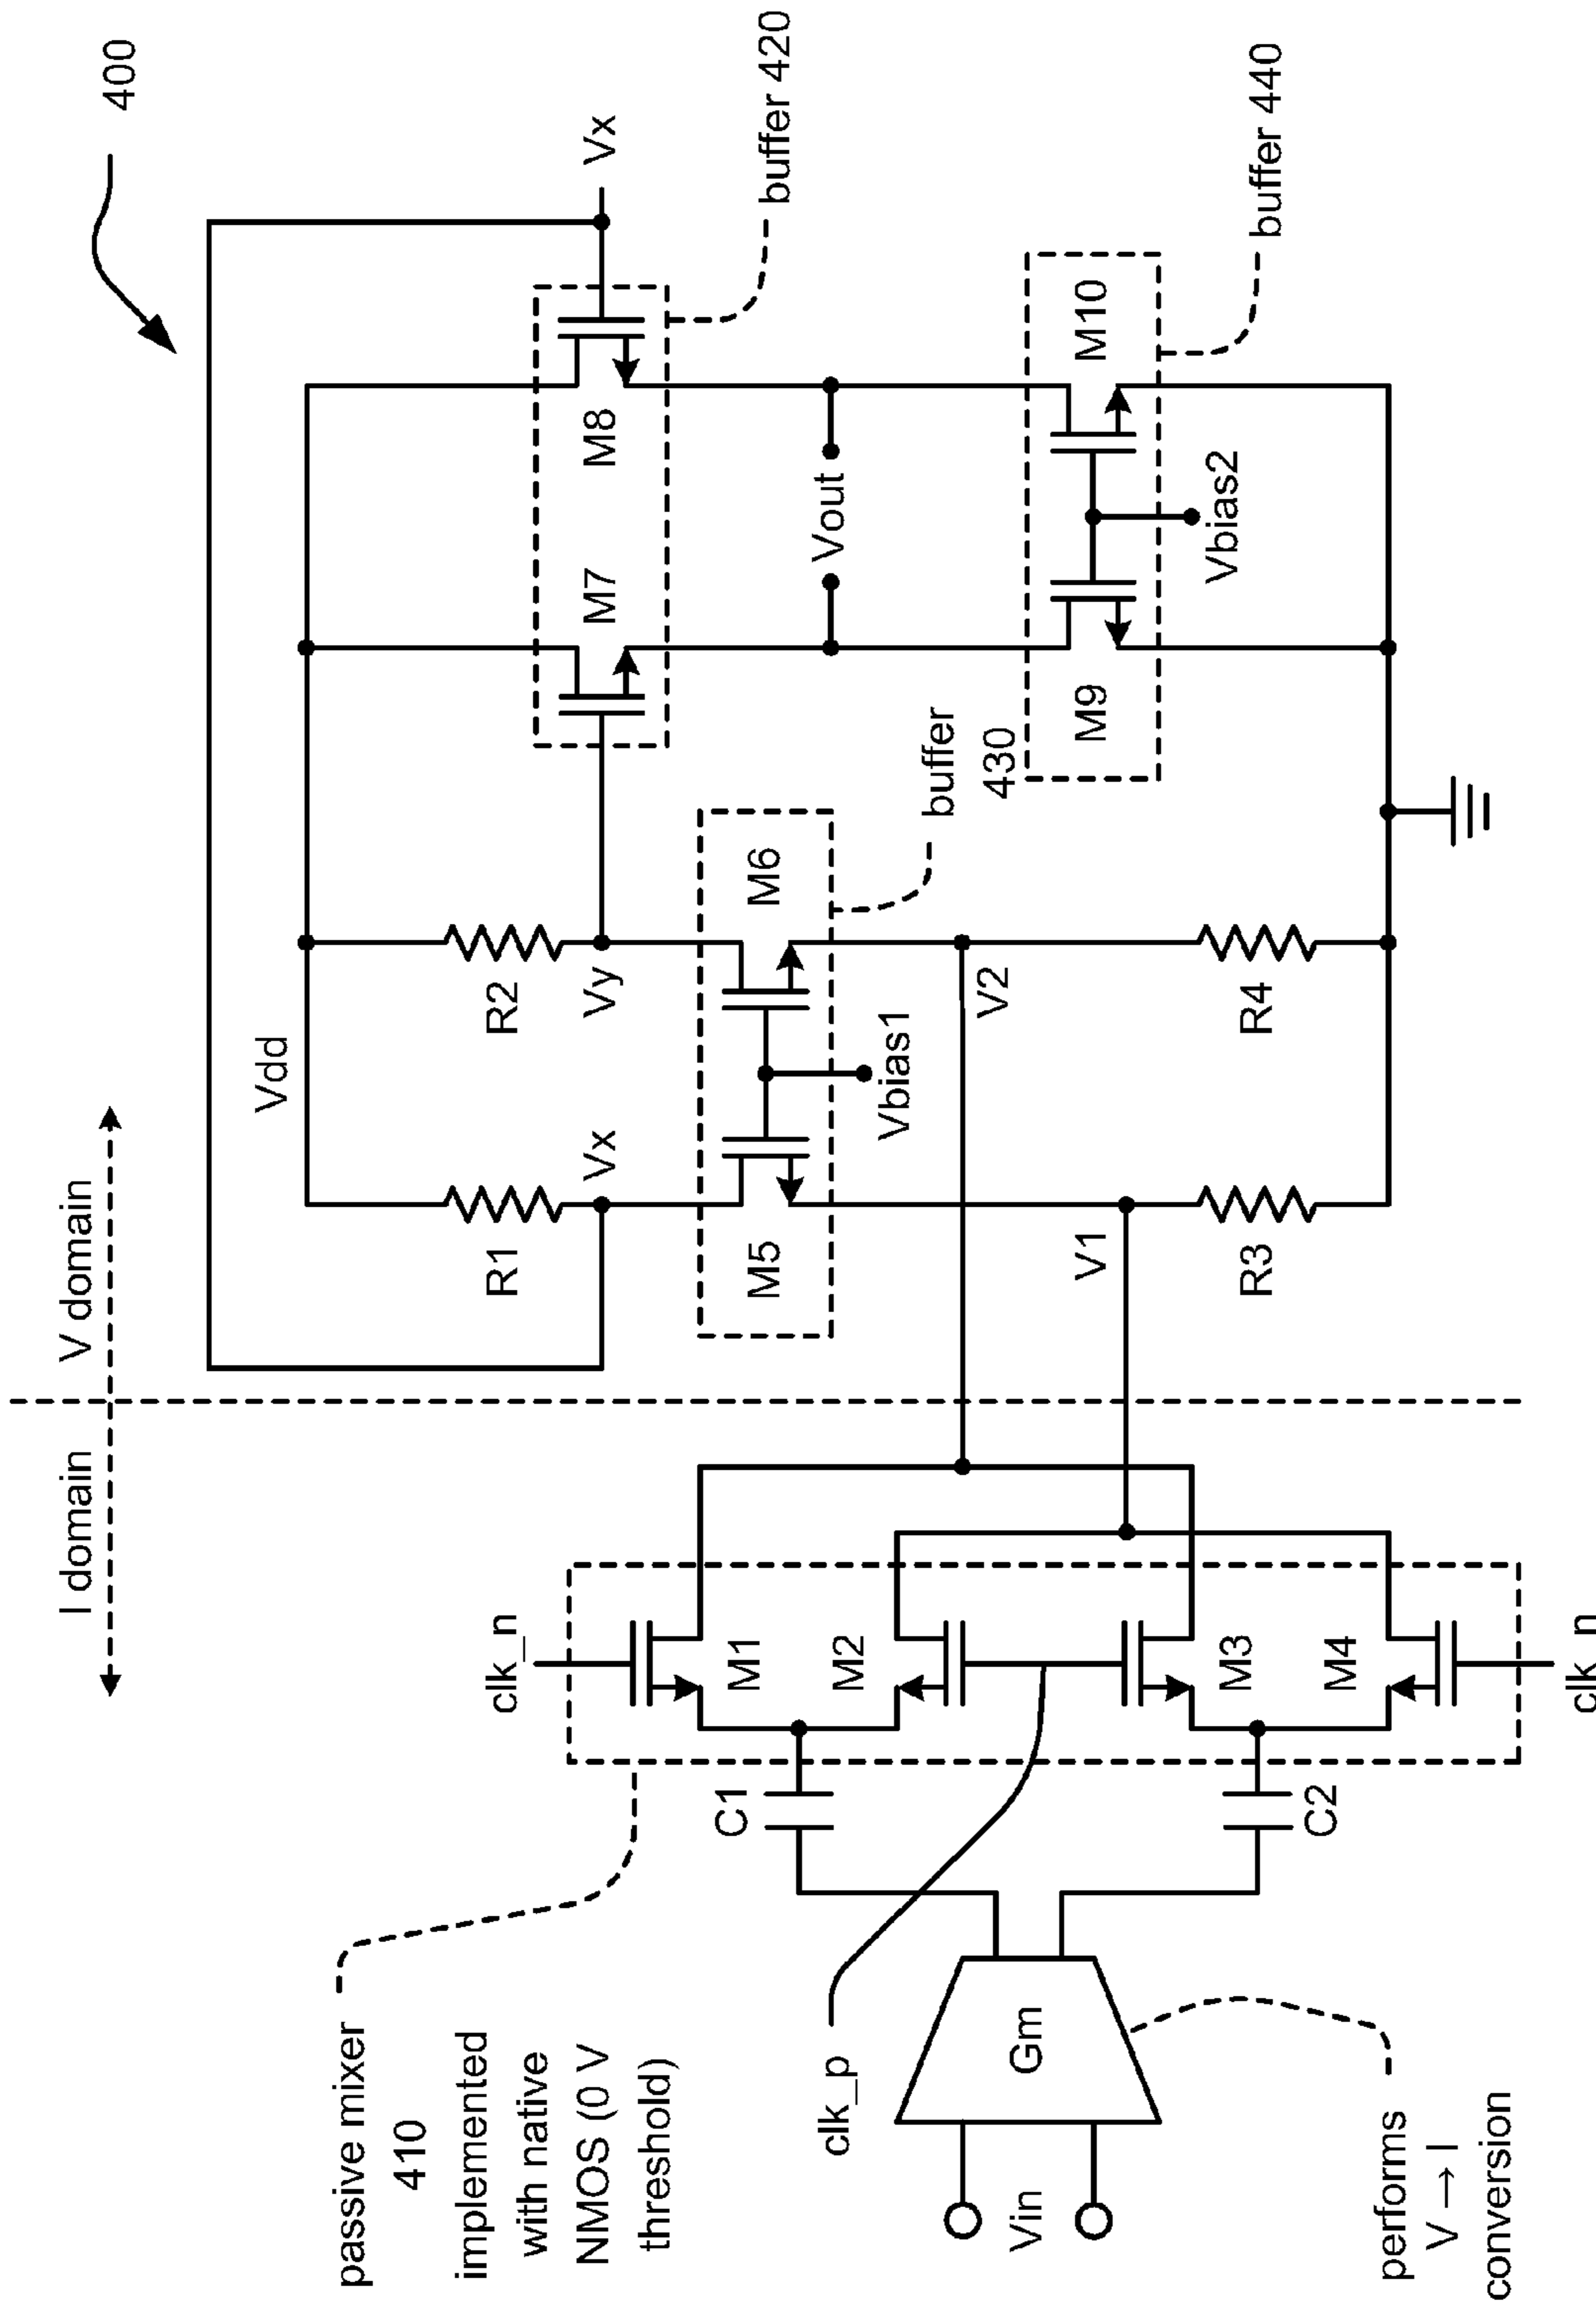 400
I domain
V domain
Vdd
Vx
buffer 420
R1
R2
M7
M8
Vx
Vy
M5
M6
Vbias1
buffer
430
Vout
buffer 440
M9
M10
Vbias2
V1
V2
R3
R4
clk_n
M1
M2
M3
M4
clk_n
C1
C2
clk_p
Gm
Vin
passive mixer
410
implemented
with native
NMOS (0 V
threshold)
performs
V → I
conversion